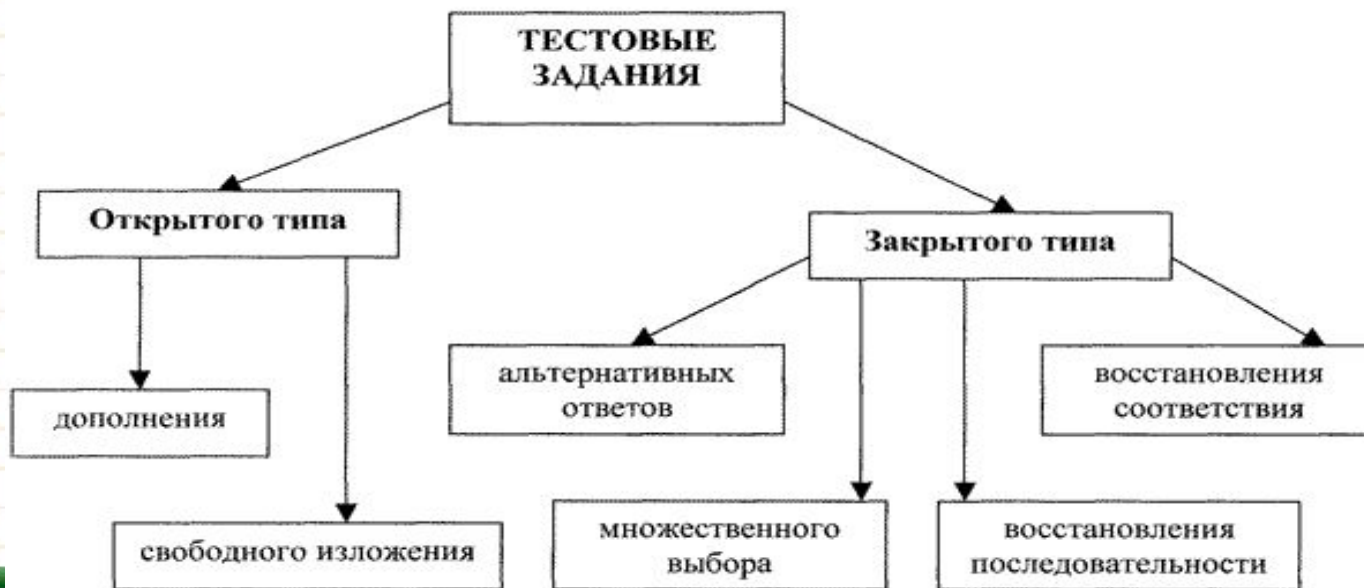 ТЕСТОВЫЕ
ЗАДАНИЯ
Открытого типа
Закрытого типа
альтернативных
ответов
восстановления
соответствия
дополнения
свободного изложения
множественного
выбора
восстановления
последовательности